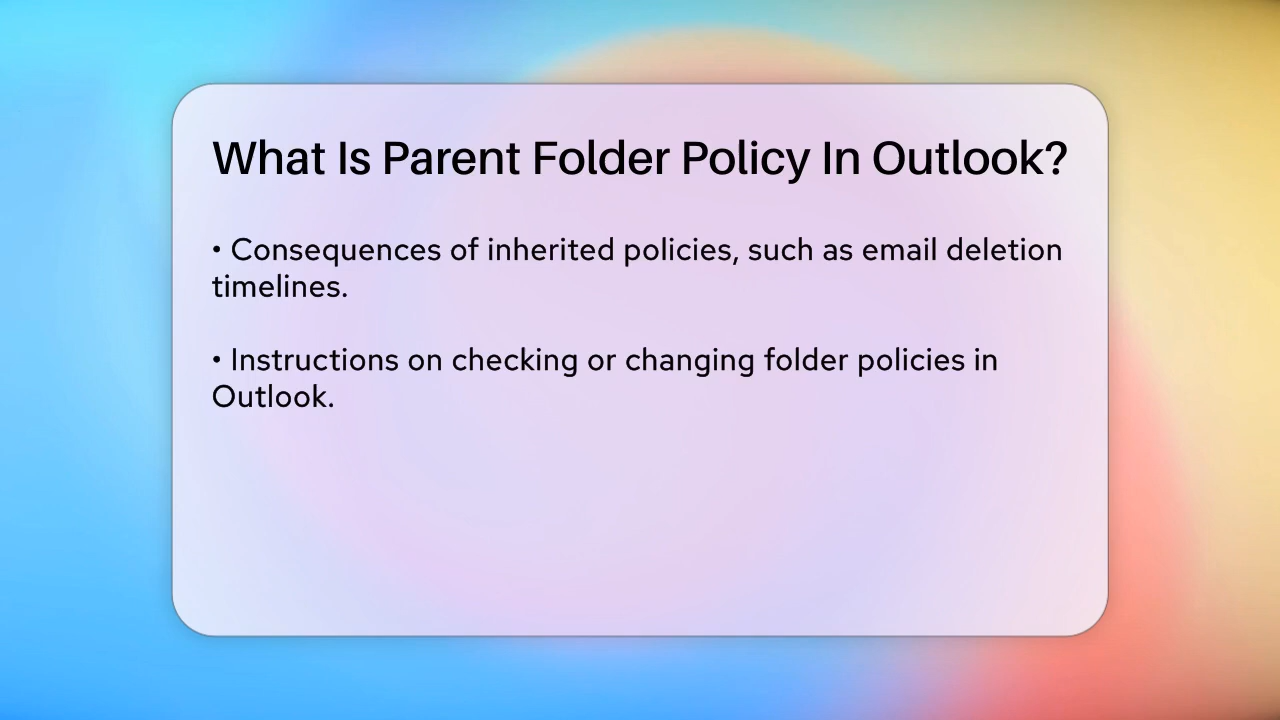 What Is Parent Folder Policy In Outlook?
• Consequences of inherited policies, such as email deletion
timelines.
• Instructions on checking or changing folder policies in
Outlook.